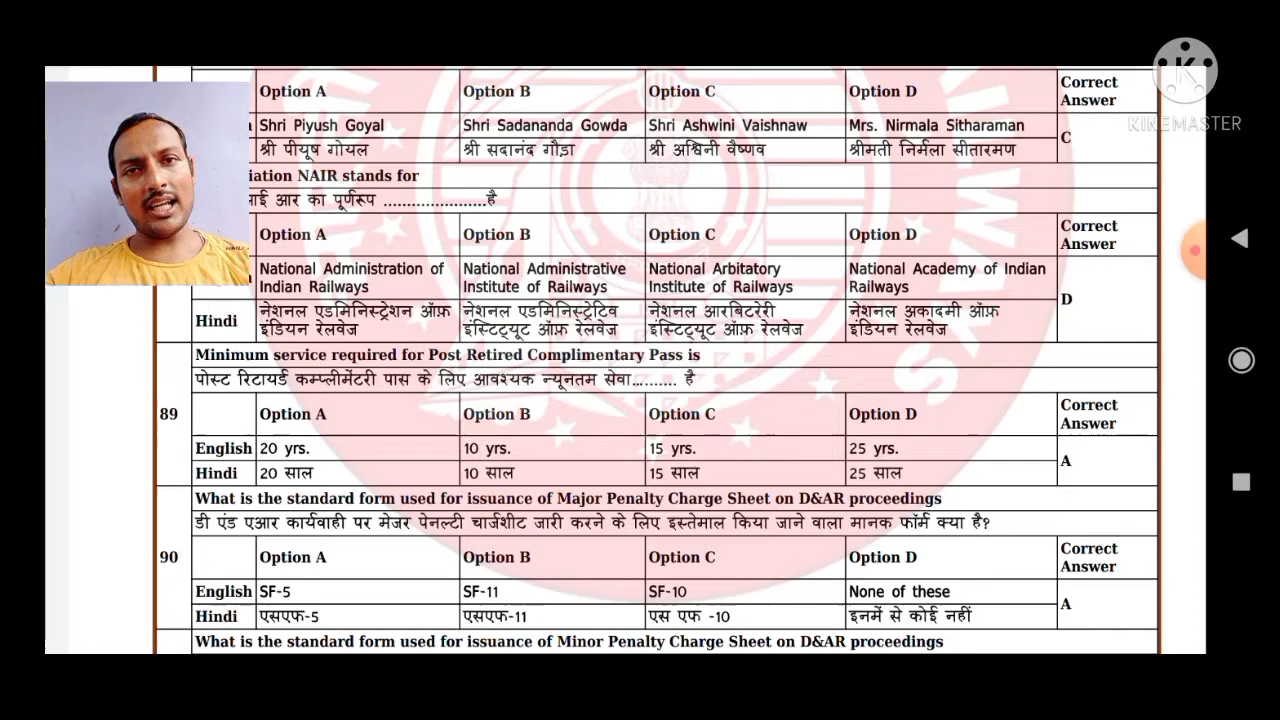 Option A Option B Option C Option D Correct Answer
Shri Piyush Goyal Shri Sadananda Gowda Shri Ashwini Vaishnaw Mrs. Nirmala Sitharaman C
श्री पीयूष गोयल श्री सदानंद गौड़ा श्री अश्विनी वैष्णव श्रीमती निर्मला सीतारमण
KINEMASTER
NAIR stands for
आई आर का पूर्णरूप ......................है
Option A Option B Option C Option D Correct Answer
National Administration of Indian Railways National Administrative Institute of Railways National Arbitatory Institute of Railways National Academy of Indian Railways D
Hindi नेशनल एडमिनिस्ट्रेशन ऑफ़ इंडियन रेलवेज नेशनल एडमिनिस्ट्रेटिव इंस्टिट्यूट ऑफ़ रेलवेज नेशनल आरबिटरेरी इंस्टिट्यूट ऑफ़ रेलवेज नेशनल अकादमी ऑफ़ इंडियन रेलवेज
Minimum service required for Post Retired Complimentary Pass is
पोस्ट रिटायर्ड कम्प्लीमेंटरी पास के लिए आवश्यक न्यूनतम सेवा.......... है
89 Option A Option B Option C Option D Correct Answer
English 20 yrs. 10 yrs. 15 yrs. 25 yrs. A
Hindi 20 साल 10 साल 15 साल 25 साल
What is the standard form used for issuance of Major Penalty Charge Sheet on D&AR proceedings
डी एंड एआर कार्यवाही पर मेजर पेनल्टी चार्जशीट जारी करने के लिए इस्तेमाल किया जाने वाला मानक फॉर्म क्या है?
90 Option A Option B Option C Option D Correct Answer
English SF-5 SF-11 SF-10 None of these A
Hindi एसएफ-5 एसएफ-11 एस एफ -10 इनमें से कोई नहीं
What is the standard form used for issuance of Minor Penalty Charge Sheet on D&AR proceedings